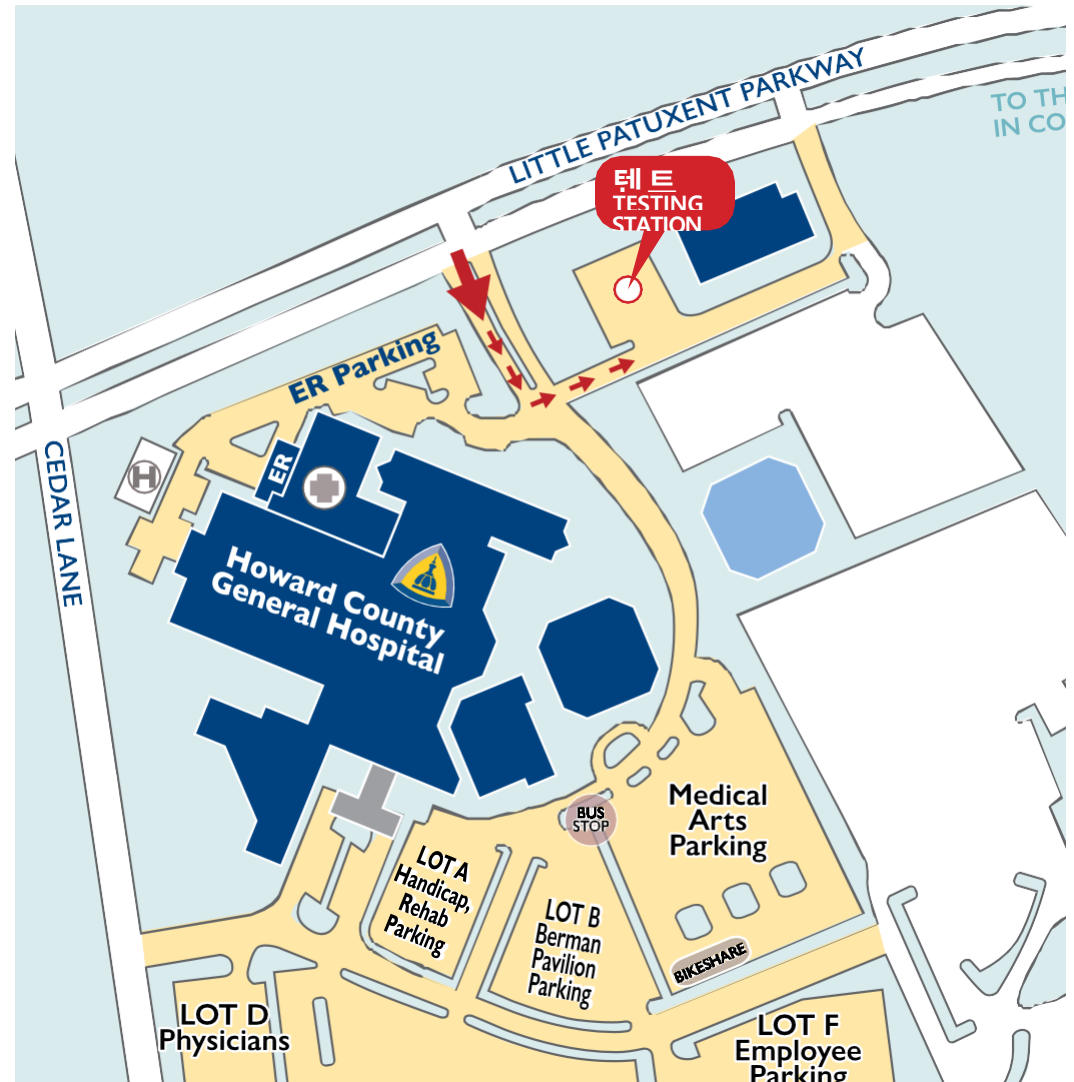 LITTLE PATUXENT PARKWAY
TO TH
IN CO
텐트
TESTING
STATION
ER Parking
ER
H
CEDAR LANE
Howard County
General Hospital
Medical
Arts
Parking
BUS
STOP
LOT A
Handicap,
Rehab
Parking
LOT B
Berman
Pavilion
Parking
BIKESHARE
LOT D
Physicians
LOT F
Employee
Parking